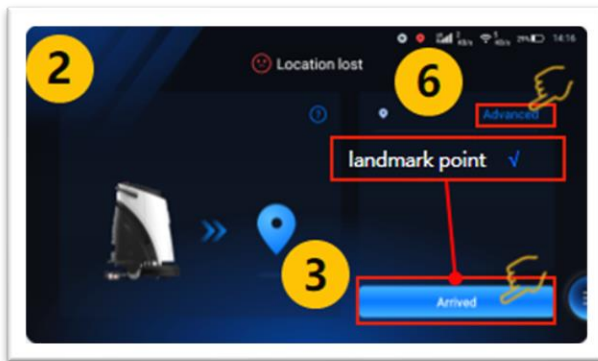 2
14:16
Location lost
6
Advanced
landmark point √
3
Arrived